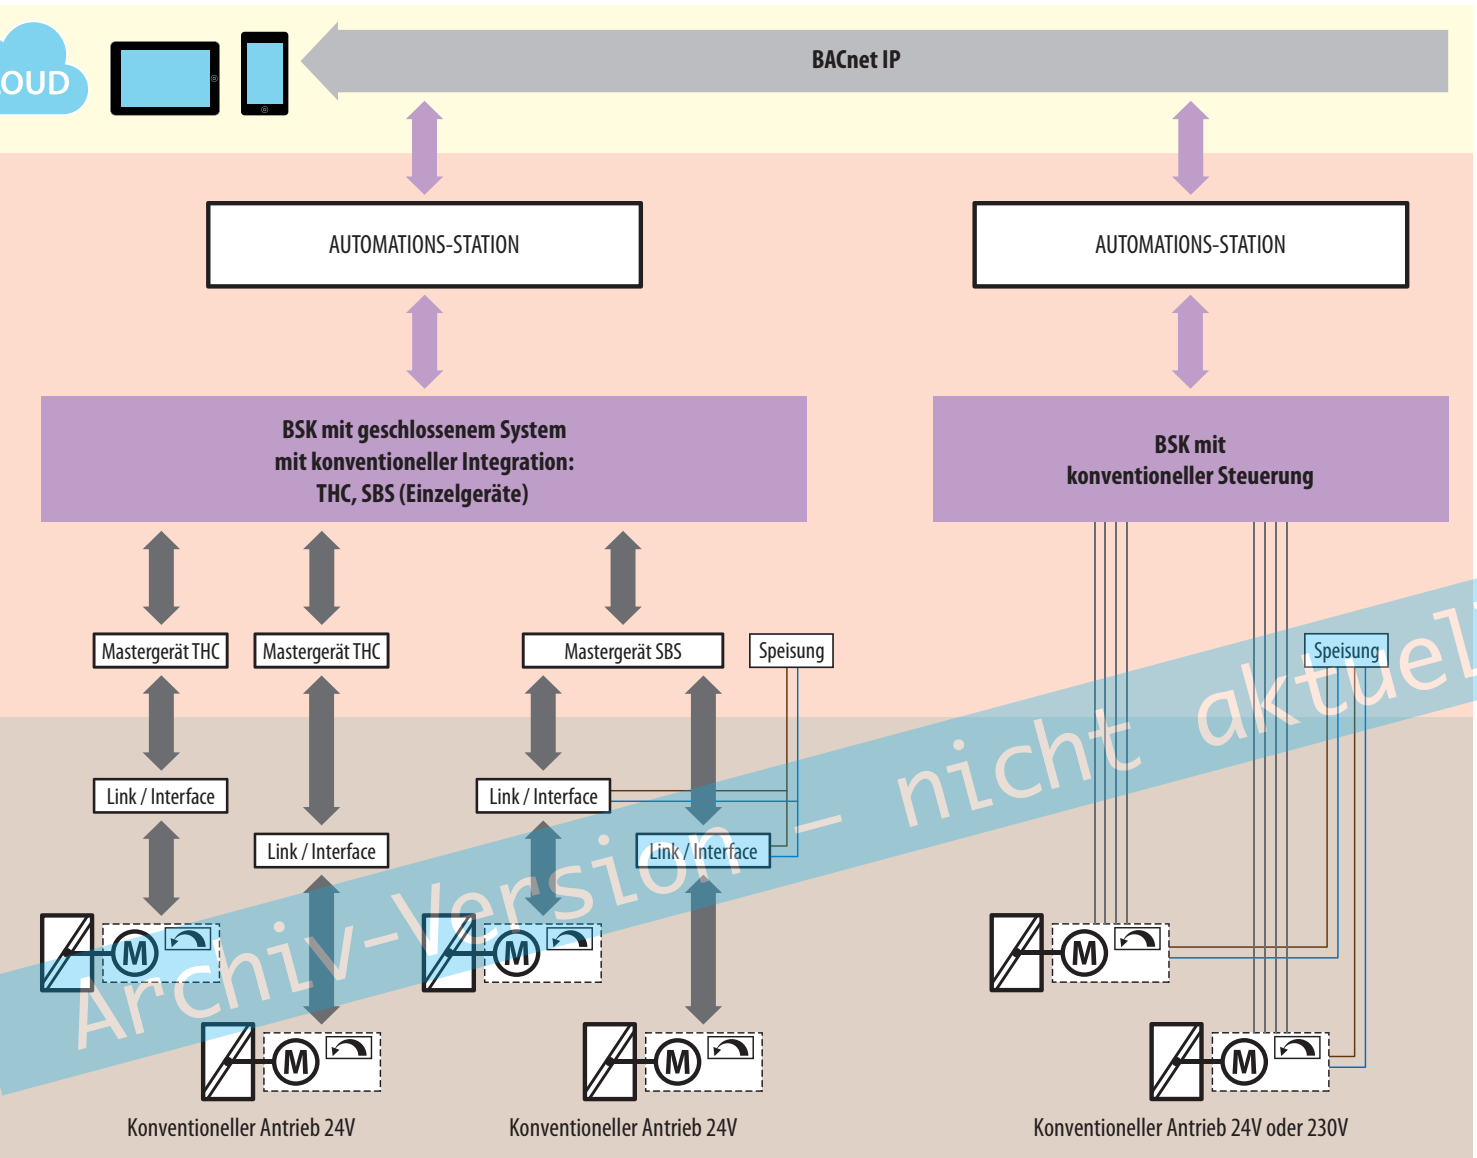 BACnet IP
LOUD
AUTOMATIONS-STATION
AUTOMATIONS-STATION
BSK mit geschlossenem System
mit konventioneller Integration:
THC, SBS (Einzelgeräte)
BSK mit
konventioneller Steuerung
Mastergerät THC
Mastergerät THC
Mastergerät SBS
Speisung
Speisung
Link / Interface
Link / Interface
Link / Interface
Link / Interface
Archiv-Version – nicht aktuel
M
M
M
M
M
M
Konventioneller Antrieb 24V
Konventioneller Antrieb 24V
Konventioneller Antrieb 24V oder 230V